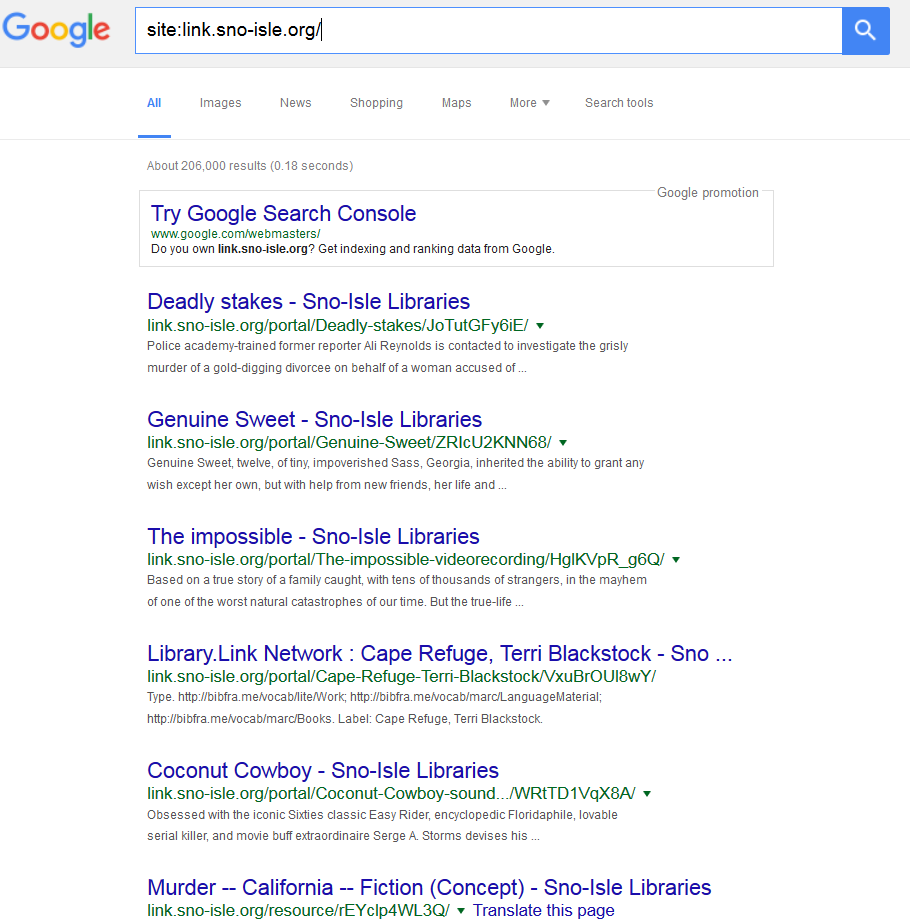 Google
site:link.sno-isle.org/
All Images News Shopping Maps More Search tools
About 206,000 results (0.18 seconds)
Google promotion
Try Google Search Console
www.google.com/webmasters/
Do you own link.sno-isle.org? Get indexing and ranking data from Google.
Deadly stakes - Sno-Isle Libraries
link.sno-isle.org/portal/Deadly-stakes/JoTutGFy6iE/
Police academy-trained former reporter Ali Reynolds is contacted to investigate the grisly
murder of a gold-digging divorcee on behalf of a woman accused of ...
Genuine Sweet - Sno-Isle Libraries
link.sno-isle.org/portal/Genuine-Sweet/ZRIcU2KNN68/
Genuine Sweet, twelve, of tiny, impoverished Sass, Georgia, inherited the ability to grant any
wish except her own, but with help from new friends, her life and ...
The impossible - Sno-Isle Libraries
link.sno-isle.org/portal/The-impossible-videorecording/HglKVpR_g6Q/
Based on a true story of a family caught, with tens of thousands of strangers, in the mayhem
of one of the worst natural catastrophes of our time. But the true-life ...
Library.Link Network : Cape Refuge, Terri Blackstock - Sno ...
link.sno-isle.org/portal/Cape-Refuge-Terri-Blackstock/VxuBrOUl8wY/
Type. http://bibfra.me/vocab/lite/Work; http://bibfra.me/vocab/marc/LanguageMaterial;
http://bibfra.me/vocab/marc/Books. Label: Cape Refuge, Terri Blackstock.
Coconut Cowboy - Sno-Isle Libraries
link.sno-isle.org/portal/Coconut-Cowboy-sound.../WRtTD1VqX8A/
Obsessed with the iconic Sixties classic Easy Rider, encyclopedic Floridaphile, lovable
serial killer, and movie buff extraordinaire Serge A. Storms devises his ...
Murder -- California -- Fiction (Concept) - Sno-Isle Libraries
link.sno-isle.org/resource/rEYclp4WL3Q/ Translate this page